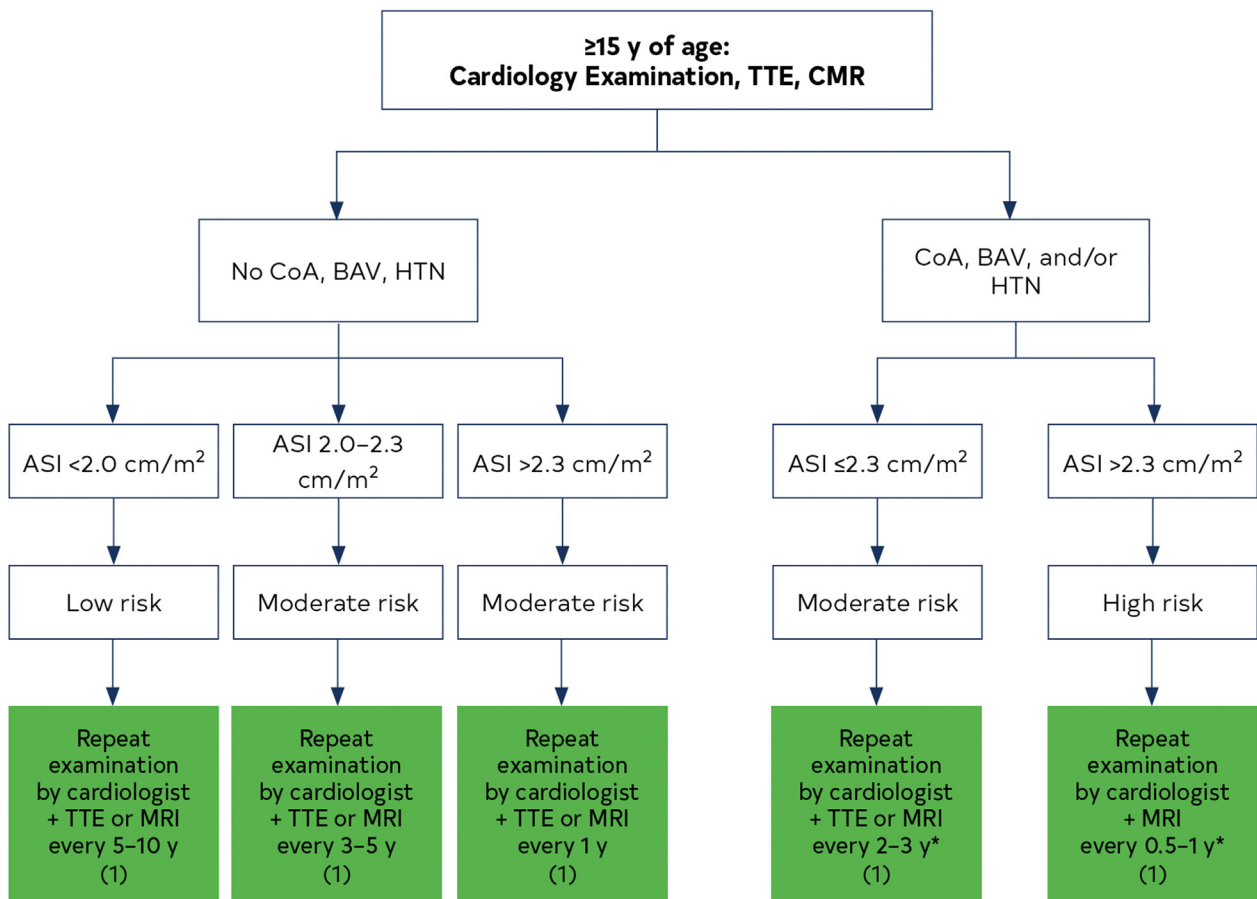 ≥15 y of age:
Cardiology Examination, TTE, CMR
No CoA, BAV, HTN
CoA, BAV, and/or
HTN
ASI <2.0 cm/m²
ASI 2.0–2.3
cm/m²
ASI >2.3 cm/m²
ASI ≤2.3 cm/m²
ASI >2.3 cm/m²
Low risk
Moderate risk
Moderate risk
Moderate risk
High risk
Repeat
examination
by cardiologist
+ TTE or MRI
every 5–10 y
(1)
Repeat
examination
by cardiologist
+ TTE or MRI
every 3–5 y
(1)
Repeat
examination
by cardiologist
+ TTE or MRI
every 1 y
(1)
Repeat
examination
by cardiologist
+ TTE or MRI
every 2–3 y*
(1)
Repeat
examination
by cardiologist
+ MRI
every 0.5–1 y*
(1)